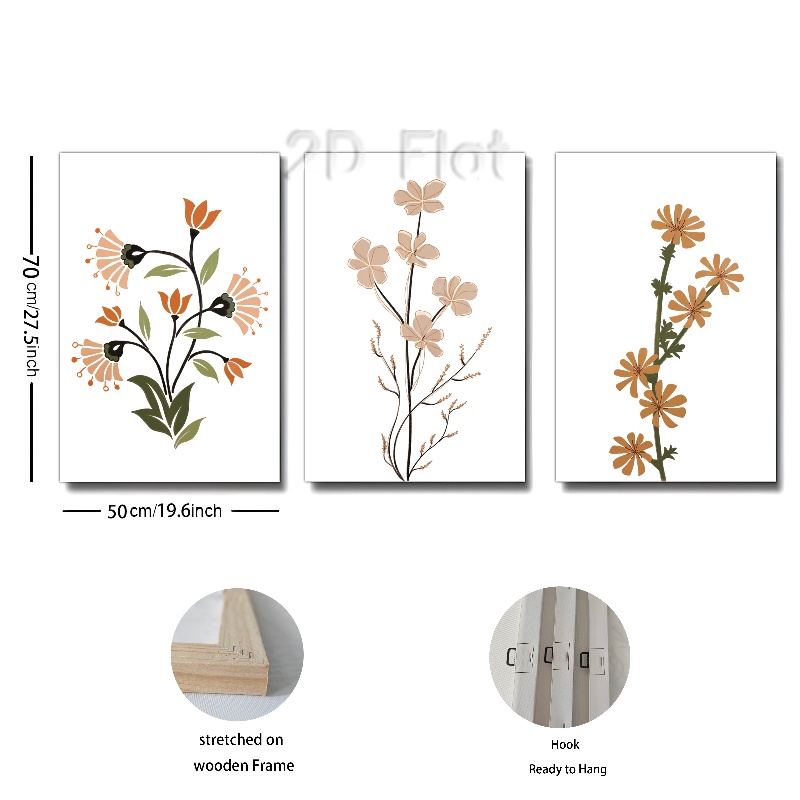 2D Flat
70 cm/27.5inch
50 cm/19.6inch
stretched on
wooden Frame
Hook
Ready to Hang